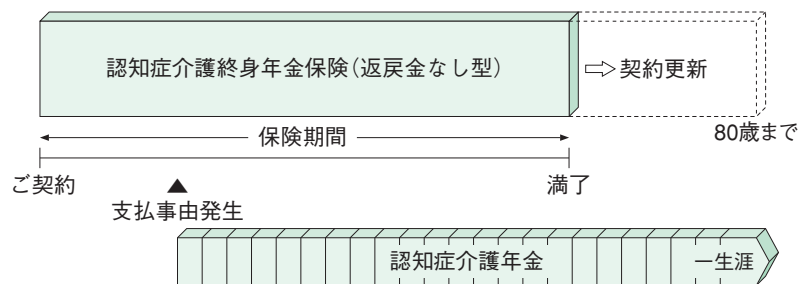 認知症介護終身年金保険（返戻金なし型）
契約更新
保険期間
80歳まで
ご契約
満了
支払事由発生
認知症介護年金
一生涯